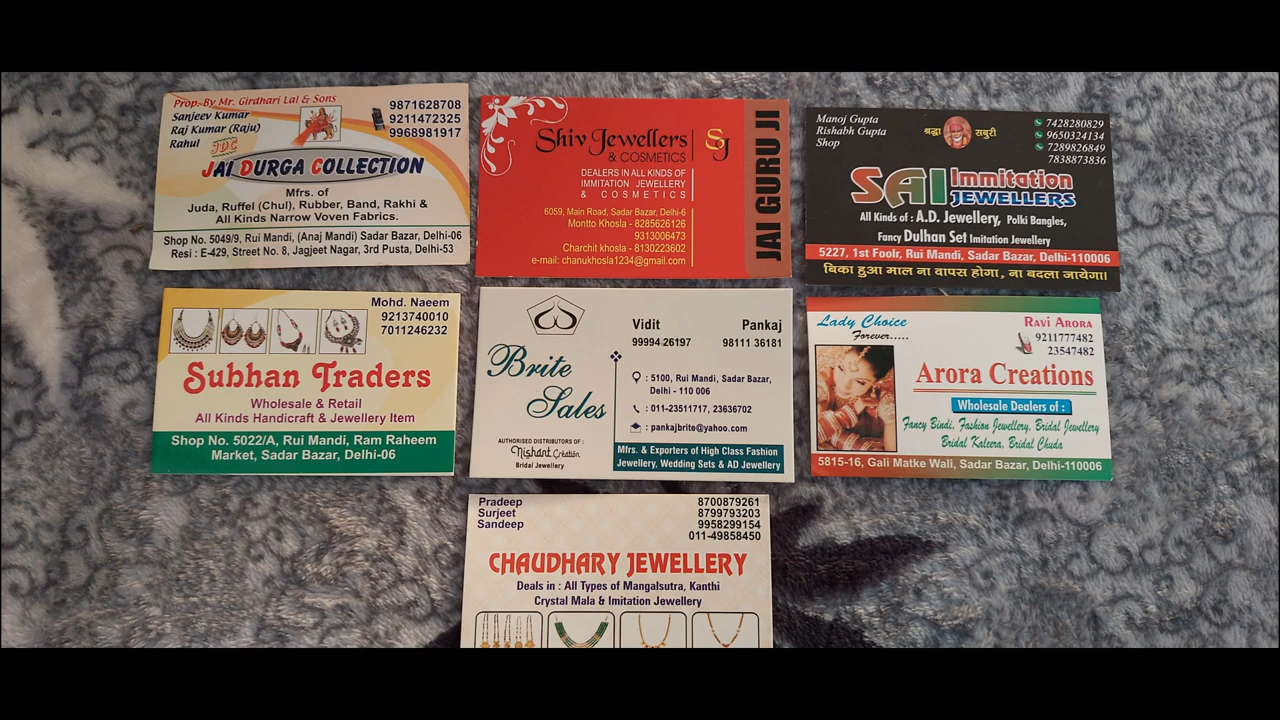 Prop. By Mr. Girdhari Lal & Sons
Sanjeev Kumar
Raj Kumar (Raju)
Rahul
9871628708
9211472325
9968981917
JDC
JAI DURGA COLLECTION
Mfrs. of
Juda, Ruffel (Chul), Rubber, Band, Rakhi &
All Kinds Narrow Voven Fabrics.
Shop No. 5049/9, Rui Mandi, (Anaj Mandi) Sadar Bazar, Delhi-06
Resi : E-429, Street No. 8, Jagjeet Nagar, 3rd Pusta, Delhi-53
Shiv Jewellers
& COSMETICS
SJ
DEALERS IN ALL KINDS OF
IMMITATION JEWELLERY
& COSMETICS
6059, Main Road, Sadar Bazar, Delhi-6
Montto Khosla - 8285626126
9313006473
Charchit khosla - 8130223602
e-mail: chanukhosla1234@gmail.com
JAI GURU JI
Manoj Gupta
Rishabh Gupta
Shop
श्रद्धा सबुरी
7428280829
9650324134
7289826849
7838873836
SAI Immitation
JEWELLERS
All Kinds of : A.D. Jewellery, Polki Bangles,
Fancy Dulhan Set Imitation Jewellery
5227, 1st Foolr, Rui Mandi, Sadar Bazar, Delhi-110006
बिका हुआ माल ना वापस होगा, ना बदला जायेगा।
Mohd. Naeem
9213740010
7011246232
Subhan Traders
Wholesale & Retail
All Kinds Handicraft & Jewellery Item
Shop No. 5022/A, Rui Mandi, Ram Raheem
Market, Sadar Bazar, Delhi-06
Vidit Pankaj
99994 26197 98111 36181
Brite
Sales
: 5100, Rui Mandi, Sadar Bazar,
Delhi - 110 006
: 011-23511717, 23636702
: pankajbrite@yahoo.com
AUTHORISED DISTRIBUTORS OF :
Nishant Creation
Bridal Jewellery
Mfrs. & Exporters of High Class Fashion
Jewellery, Wedding Sets & AD Jewellery
Lady Choice
Forever.....
Ravi Arora
9211777482
23547482
Arora Creations
Wholesale Dealers of :
Fancy Bindi, Fashion Jewellery, Bridal Jewellery
Bridal Kaleera, Bridal Chuda
5815-16, Gali Matke Wali, Sadar Bazar, Delhi-110006
Pradeep
Surjeet
Sandeep
8700879261
8799793203
9958299154
011-49858450
CHAUDHARY JEWELLERY
Deals in : All Types of Mangalsutra, Kanthi
Crystal Mala & Imitation Jewellery